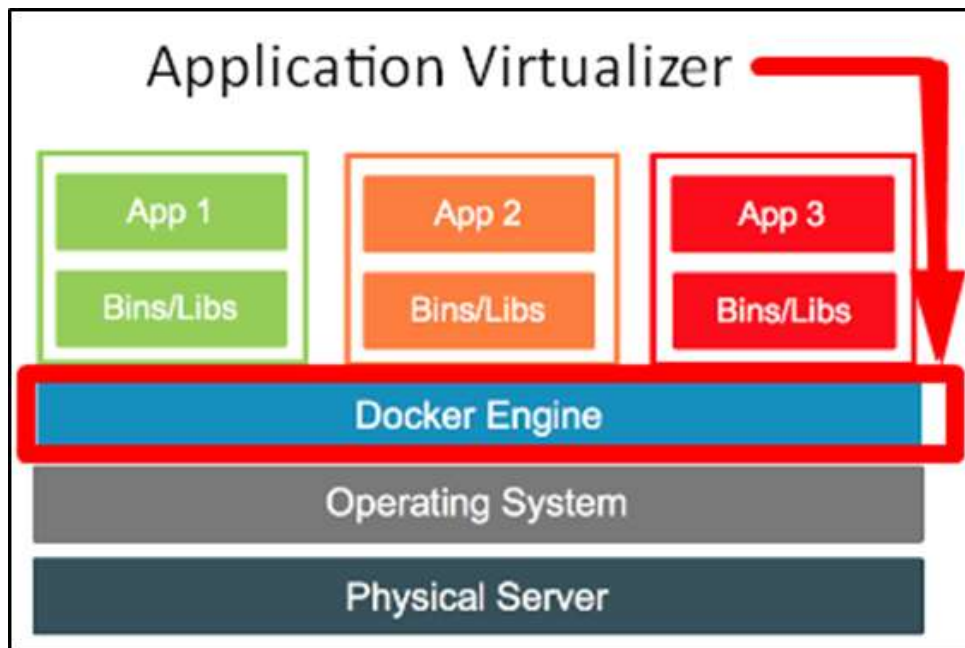 Application Virtualizer
App 1
App 2
App 3
Bins/Libs
Bins/Libs
Bins/Libs
Docker Engine
Operating System
Physical Server